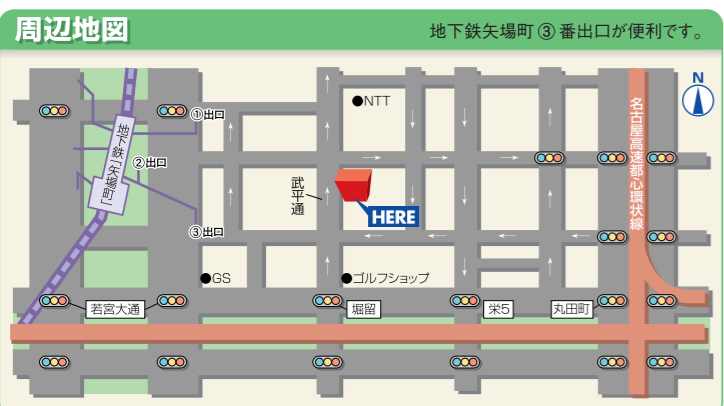 周辺地図
地下鉄矢場町③番出口が便利です。
N
●NTT
①出口
地下鉄「矢場町」
②出口
武平通
HERE
名古屋高速都心環状線
③出口
●GS
●ゴルフショップ
若宮大通
堀留
栄5
丸田町